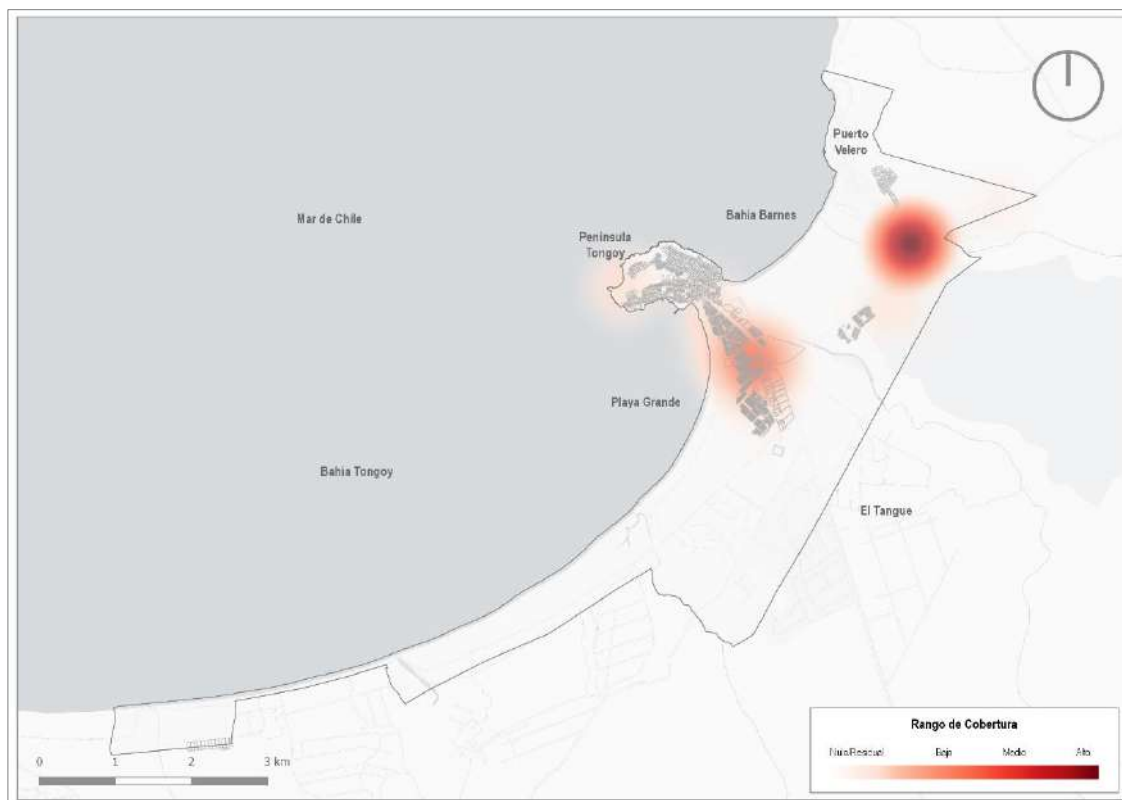 Puerto
Velero
Mar de Chile
Bahia Barnes
Peninsula
Tongoy
Playa Grande
Bahia Tongoy
El Tangue
Rango de Cobertura
Bajo
Medio
Alto
0
1
2
3 km